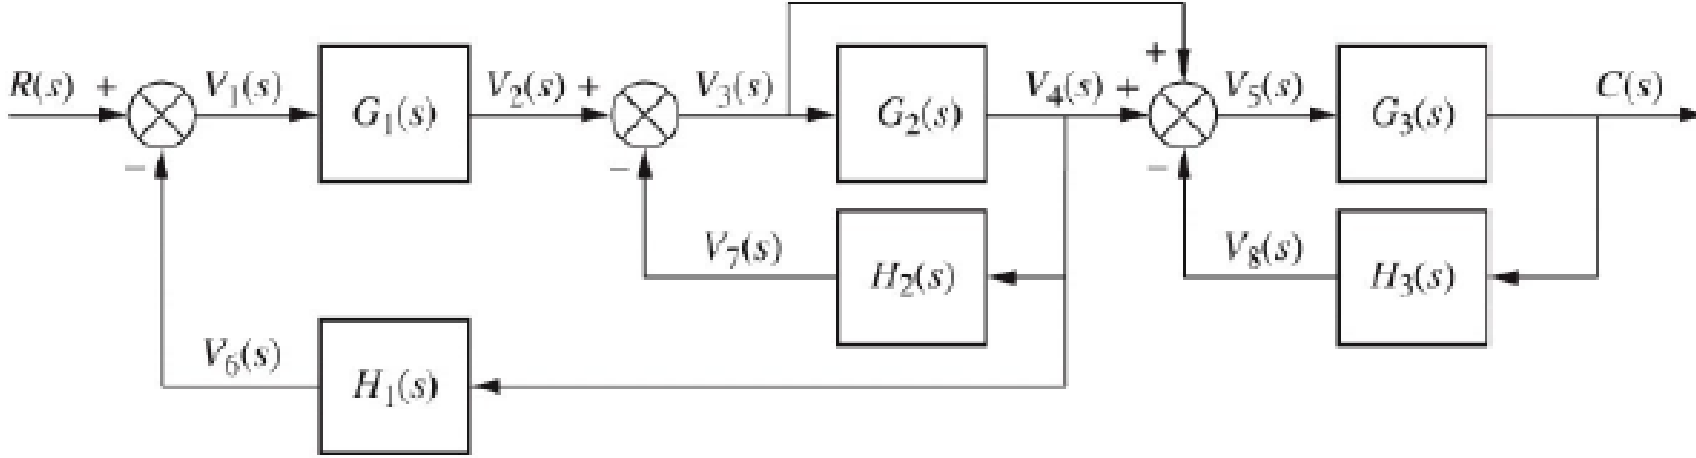 +
R(s) + V₁(s) G₁(s) V₂(s) + V₃(s) G₂(s) V₄(s) + V₅(s) G₃(s) C(s)
− − −
V₇(s) H₂(s) V₈(s) H₃(s)
V₆(s) H₁(s)